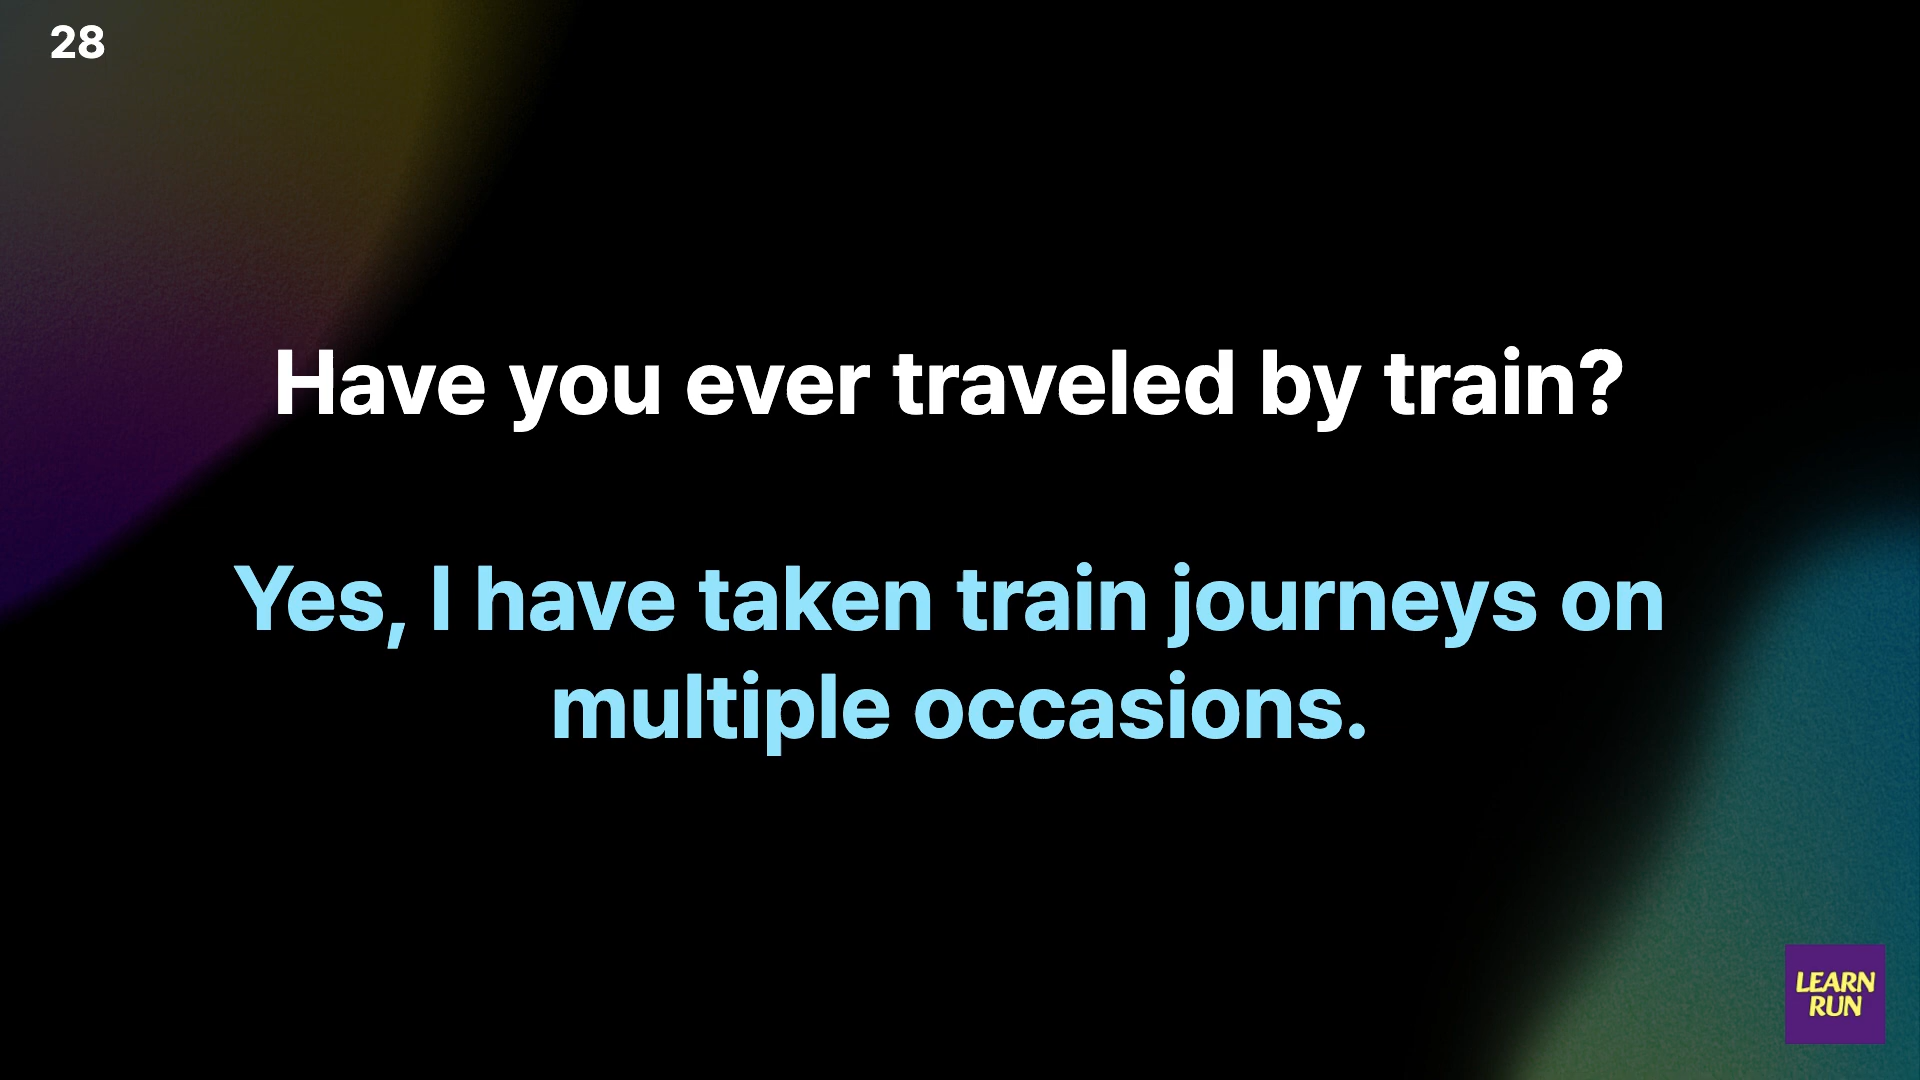 28
Have you ever traveled by train?
Yes, I have taken train journeys on
multiple occasions.
LEARN
RUN